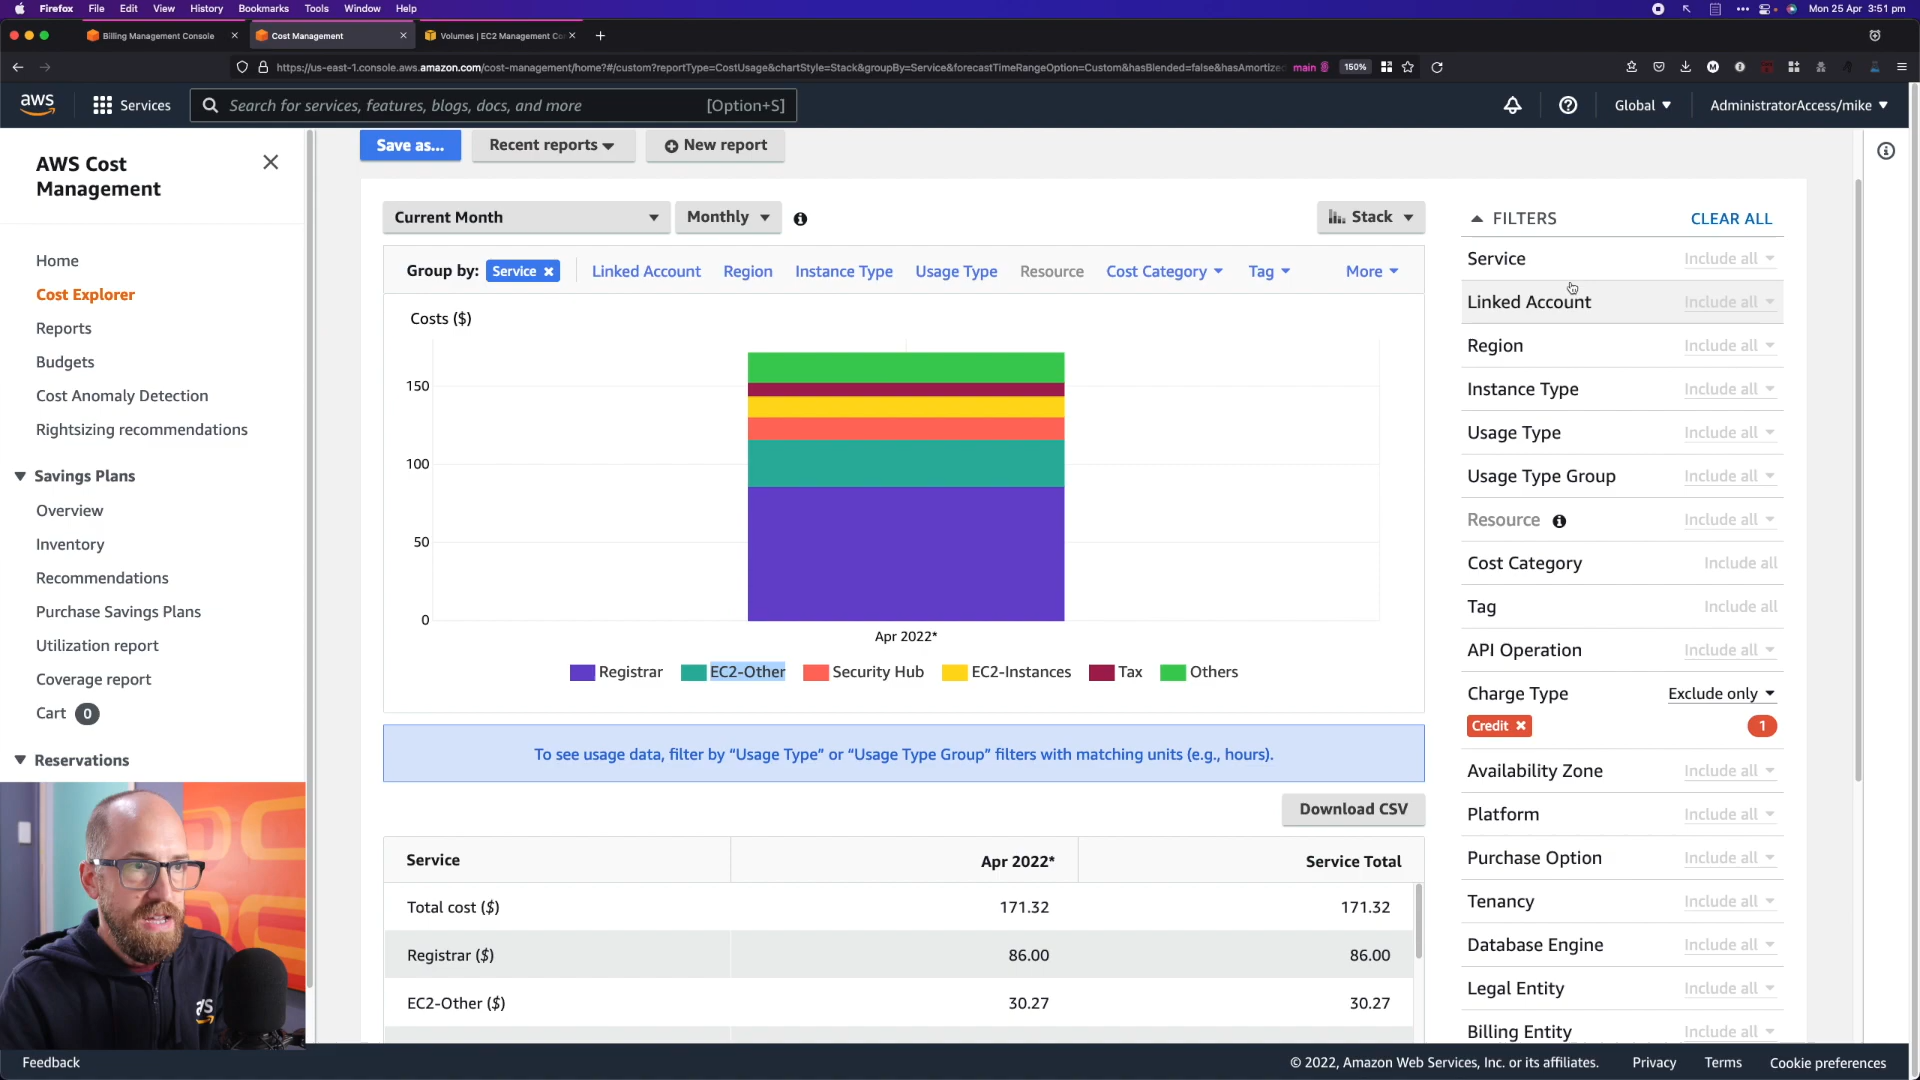 Firefox File Edit View History Bookmarks Tools Window Help Mon 25 Apr 3:51 pm
Billing Management Console Cost Management Volumes | EC2 Management Co
https://us-east-1.console.aws.amazon.com/cost-management/home?#/custom?reportType=CostUsage&chartStyle=Stack&groupBy=Service&forecastTimeRangeOption=Custom&hasBlended=false&hasAmortized main 150%
aws Services Search for services, features, blogs, docs, and more [Option+S] Global AdministratorAccess/mike
AWS Cost
Management
Home
Cost Explorer
Reports
Budgets
Cost Anomaly Detection
Rightsizing recommendations
Savings Plans
Overview
Inventory
Recommendations
Purchase Savings Plans
Utilization report
Coverage report
Cart 0
Reservations
Save as... Recent reports New report
Current Month Monthly Stack
Group by: Service Linked Account Region Instance Type Usage Type Resource Cost Category Tag More
Costs ($)
150
100
50
0
Apr 2022*
Registrar EC2-Other Security Hub EC2-Instances Tax Others
To see usage data, filter by “Usage Type” or “Usage Type Group” filters with matching units (e.g., hours).
Download CSV
Service Apr 2022* Service Total
Total cost ($) 171.32 171.32
Registrar ($) 86.00 86.00
EC2-Other ($) 30.27 30.27
FILTERS CLEAR ALL
Service Include all
Linked Account Include all
Region Include all
Instance Type Include all
Usage Type Include all
Usage Type Group Include all
Resource Include all
Cost Category Include all
Tag Include all
API Operation Include all
Charge Type Exclude only
Credit 1
Availability Zone Include all
Platform Include all
Purchase Option Include all
Tenancy Include all
Database Engine Include all
Legal Entity Include all
Billing Entity Include all
Feedback © 2022, Amazon Web Services, Inc. or its affiliates. Privacy Terms Cookie preferences